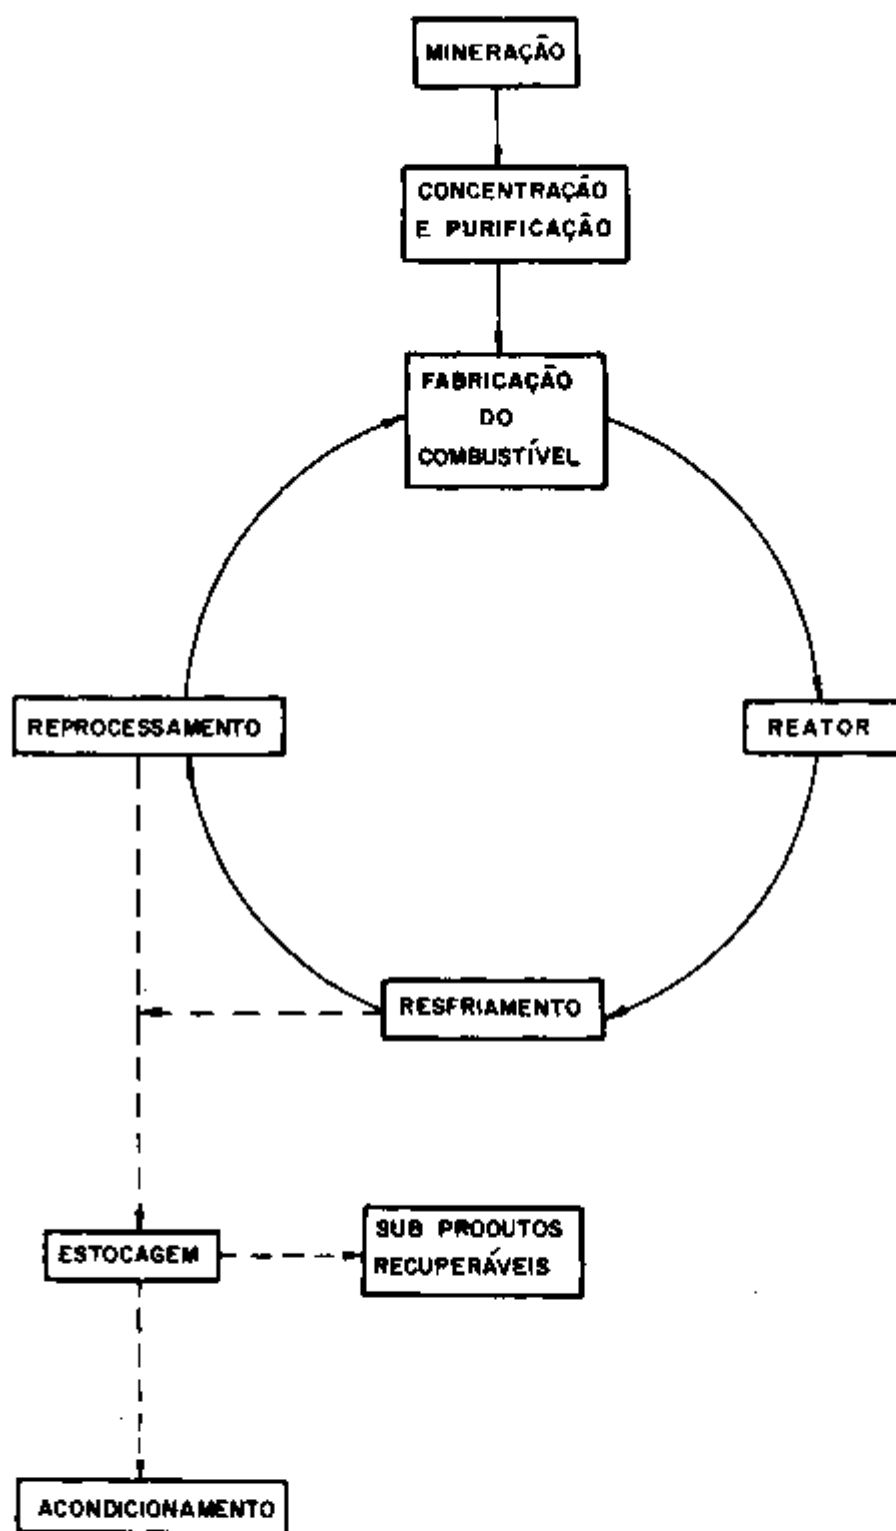 MINERAÇÃO
CONCENTRAÇÃO
E PURIFICAÇÃO
FABRICAÇÃO
DO
COMBUSTÍVEL
REPROCESSAMENTO
REATOR
RESFRIAMENTO
ESTOCAGEM
SUB PRODUTOS
RECUPERÁVEIS
ACONDICIONAMENTO